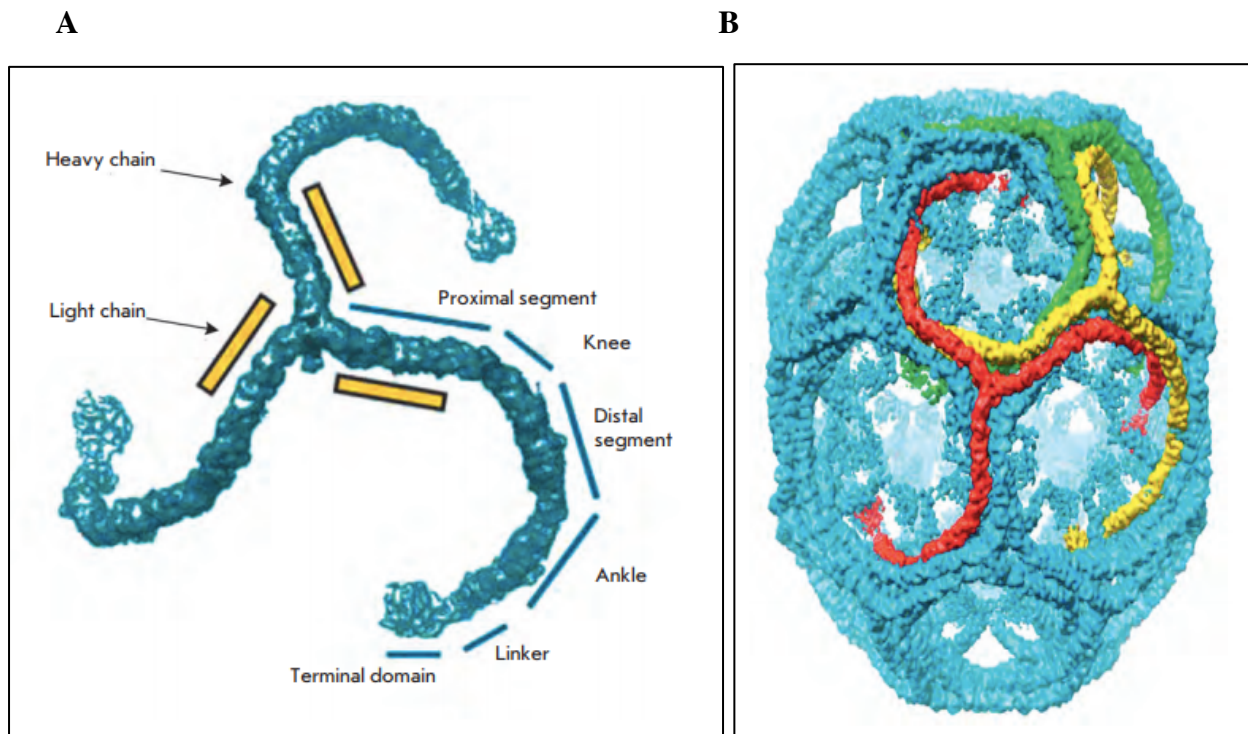 A
B
Heavy chain
Light chain
Proximal segment
Knee
Distal
segment
Ankle
Linker
Terminal domain